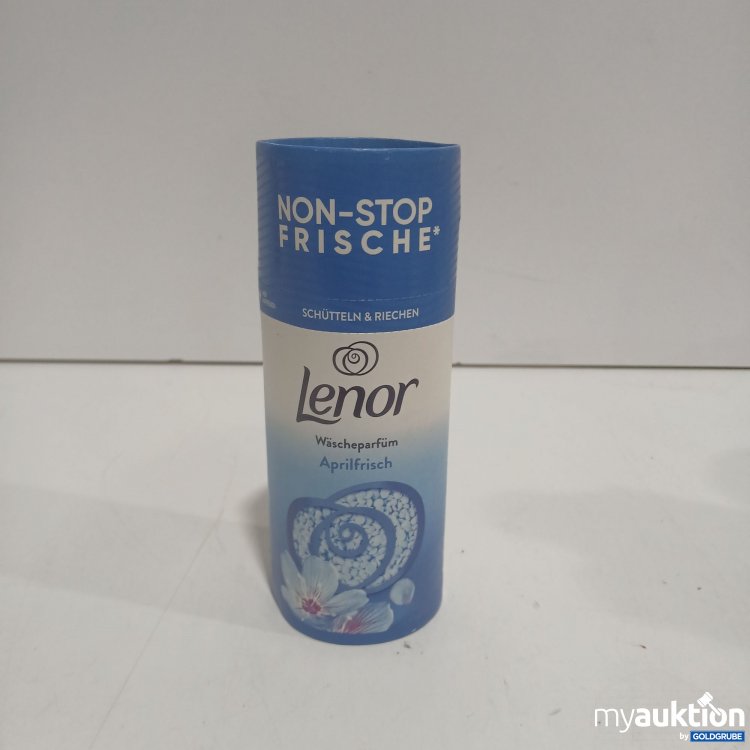 NON-STOP
FRISCHE*
SCHÜTTELN & RIECHEN
Lenor
Wäscheparfüm
Aprilfrisch
myauktion
by GOLDGRUBE